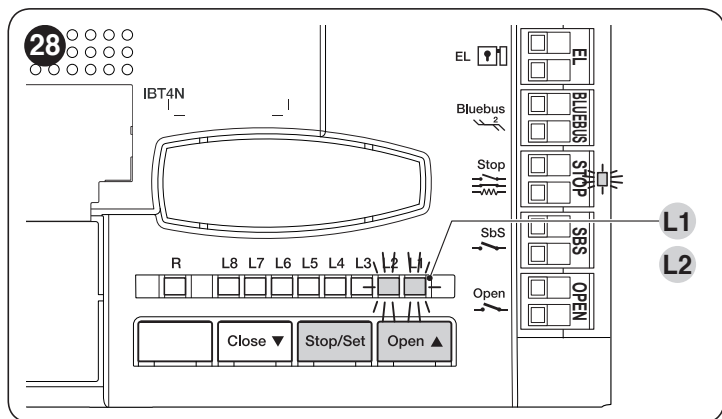 28
IBT4N
EL
EL
Bluebus
2
BLUEBUS
Stop
STOP
SbS
SBS
Open
OPEN
L1
L2
R L8 L7 L6 L5 L4 L3 L2 L1
Close ▼ Stop/Set Open ▲